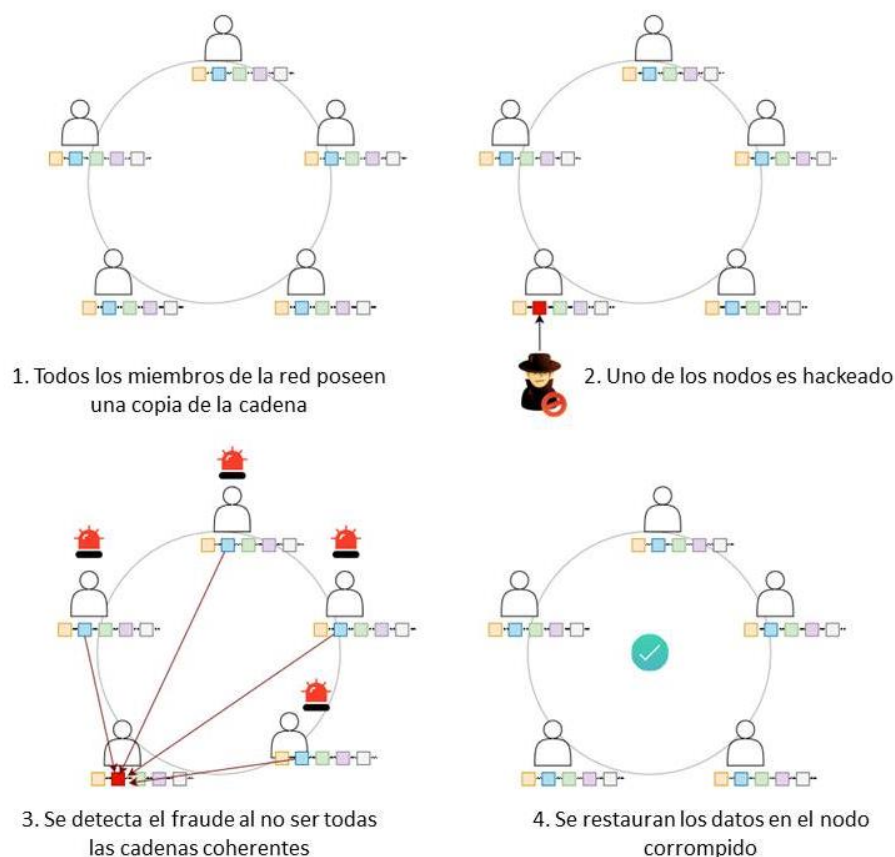 1. Todos los miembros de la red poseen
una copia de la cadena
2. Uno de los nodos es hackeado
3. Se detecta el fraude al no ser todas
las cadenas coherentes
4. Se restauran los datos en el nodo
corrompido